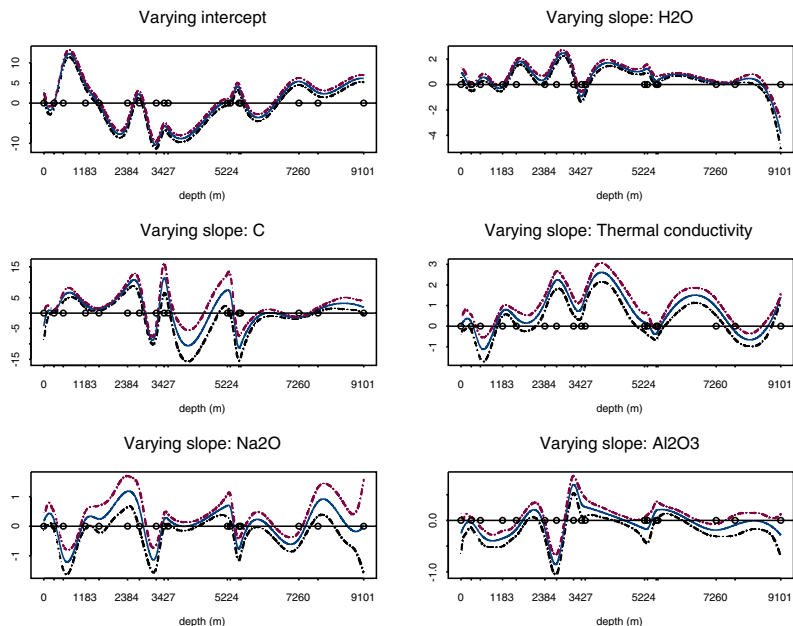 Varying intercept
10
5
0
-10
0 1183 2384 3427 5224 7260 9101
depth (m)
Varying slope: H2O
2
0
-2
-4
0 1183 2384 3427 5224 7260 9101
depth (m)
Varying slope: C
15
5
-5
-15
0 1183 2384 3427 5224 7260 9101
depth (m)
Varying slope: Thermal conductivity
3
2
1
0
-1
0 1183 2384 3427 5224 7260 9101
depth (m)
Varying slope: Na2O
1
0
-1
0 1183 2384 3427 5224 7260 9101
depth (m)
Varying slope: Al2O3
0.0
-1.0
0 1183 2384 3427 5224 7260 9101
depth (m)